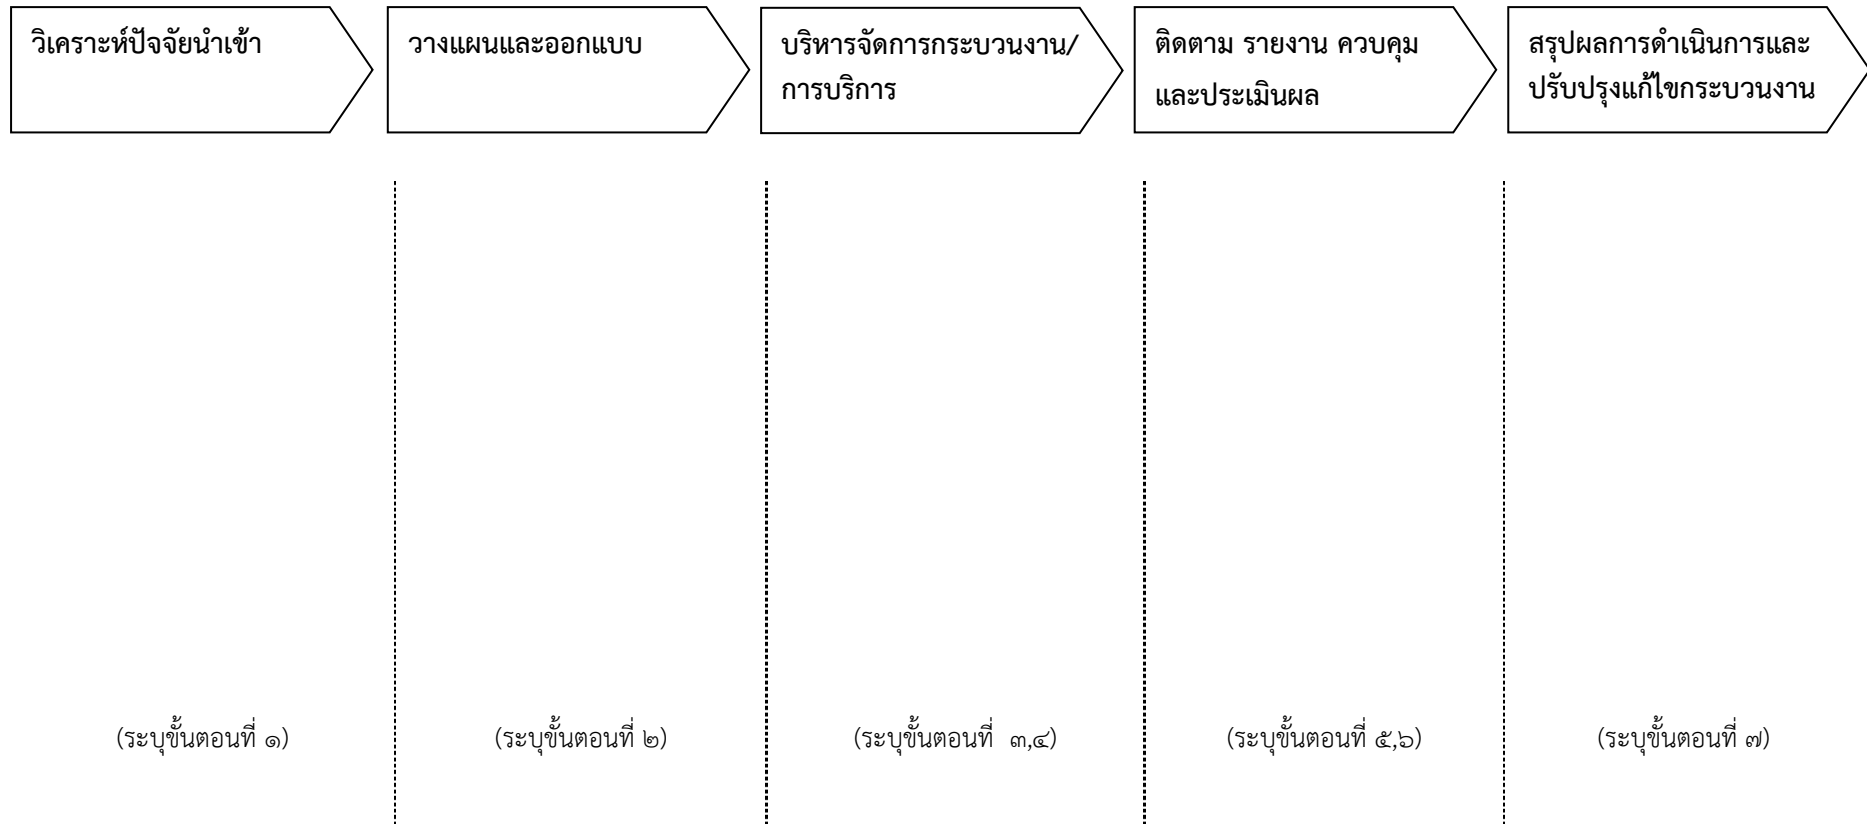 วิเคราะห์ปัจจัยนำเข้า
วางแผนและออกแบบ
บริหารจัดการกระบวนงาน/
การบริการ
ติดตาม รายงาน ควบคุม
และประเมินผล
สรุปผลการดำเนินการและ
ปรับปรุงแก้ไขกระบวนงาน
(ระบุขั้นตอนที่ ๑)
(ระบุขั้นตอนที่ ๒)
(ระบุขั้นตอนที่ ๓,๔)
(ระบุขั้นตอนที่ ๕,๖)
(ระบุขั้นตอนที่ ๗)